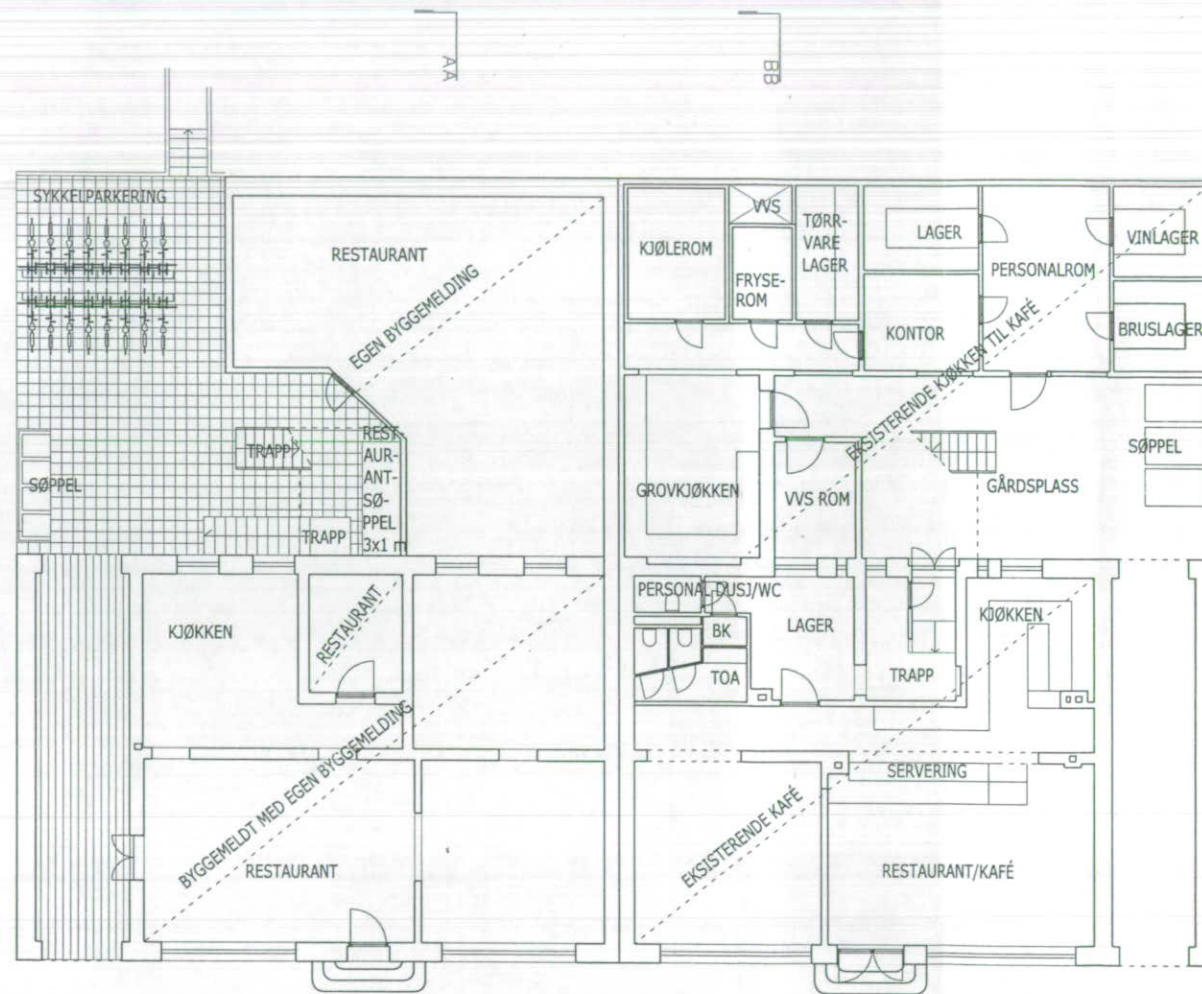 AA
BB
SYKKELPARKERING
RESTAURANT
EGEN BYGGEMELDING
TRAPP
REST-
AUR-
ANT-
SØ-
PPEL
3x1 m
SØPPEL
TRAPP
KJØKKEN
RESTAURANT
BYGGEMELDT MED EGEN BYGGEMELDING
RESTAURANT
KJØLEROM
VVS
FRYSE-
ROM
TØRR-
VARE
LAGER
LAGER
KONTOR
PERSONALROM
VINLAGER
BRUSLAGER
EKSISTERENDE KJØKKEN TIL KAFÉ
GROVKJØKKEN
VVS ROM
GÅRDSPLASS
SØPPEL
PERSONAL DUSJ/WC
BK
TOA
LAGER
TRAPP
KJØKKEN
SERVERING
EKSISTERENDE KAFÉ
RESTAURANT/KAFÉ